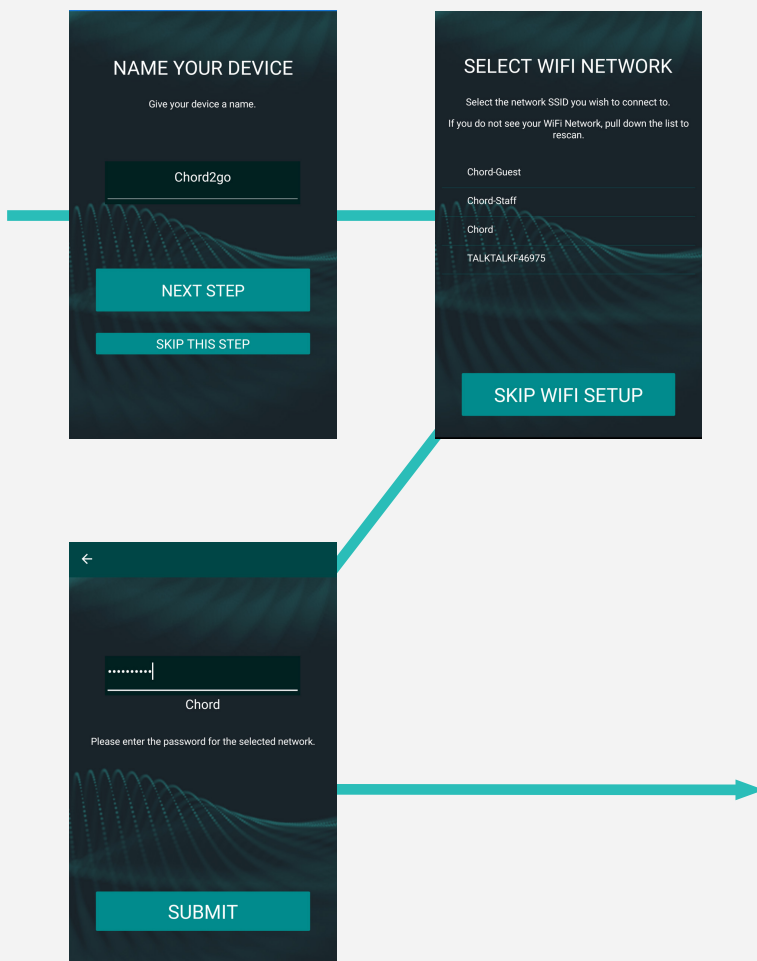 NAME YOUR DEVICE
Give your device a name.
Chord2go
NEXT STEP
SKIP THIS STEP
SELECT WIFI NETWORK
Select the network SSID you wish to connect to.
If you do not see your WiFi Network, pull down the list to
rescan.
Chord-Guest
Chord-Staff
Chord
TALKTALKF46975
SKIP WIFI SETUP
••••••••••
Chord
Please enter the password for the selected network.
SUBMIT